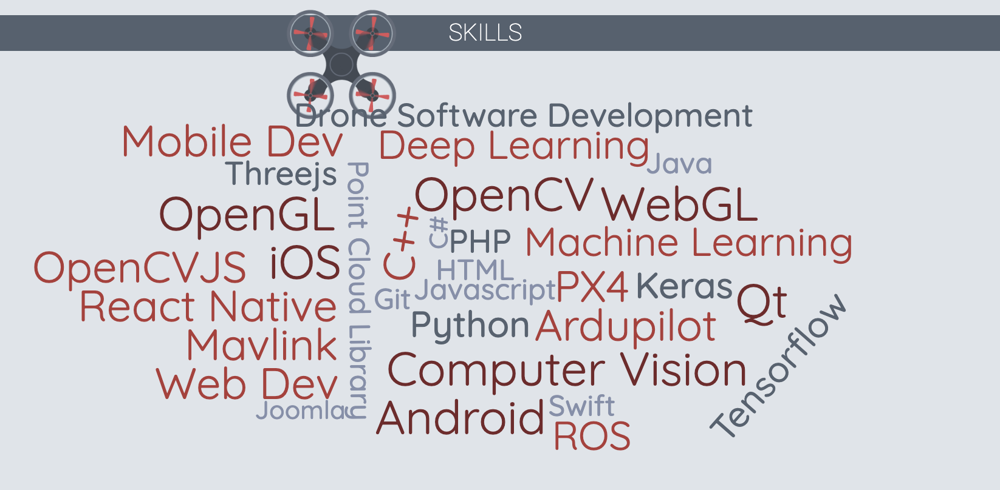 SKILLS
Drone Software Development
Mobile Dev
Deep Learning
Java
Threejs
Point Cloud Library
OpenCV
WebGL
OpenGL
C++
C#
PHP
Machine Learning
OpenCVJS
iOS
HTML
Javascript
PX4
Keras
Qt
React Native
Git
Python
Ardupilot
Tensorflow
Mavlink
Computer Vision
Web Dev
Joomla
Android
Swift
ROS